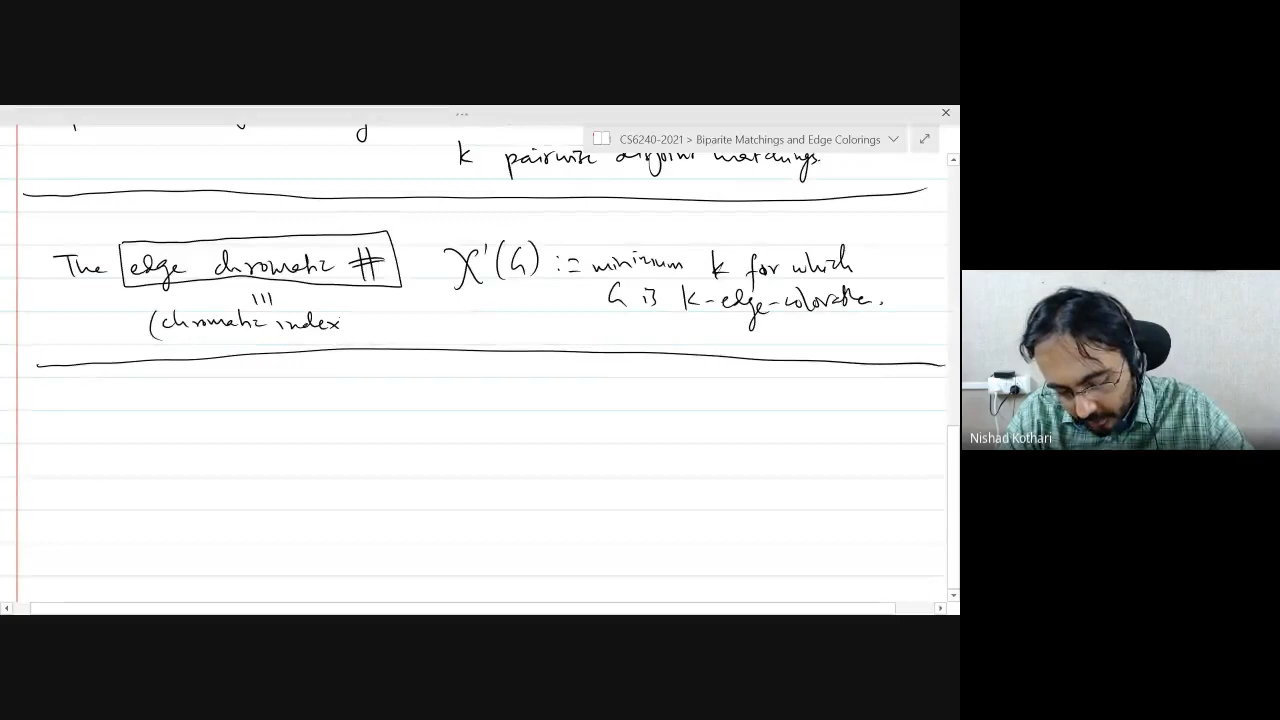 CS6240-2021 > Biparite Matchings and Edge Colorings
k pairwise disjoint matchings.
The edge chromatic # χ'(G) := minimum k for which
G is k-edge-colorable.
(chromatic index
Nishad Kothari